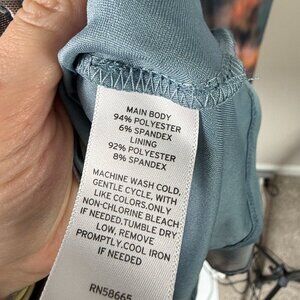 MAIN BODY
94% POLYESTER
6% SPANDEX
LINING
92% POLYESTER
8% SPANDEX
MACHINE WASH COLD,
GENTLE CYCLE, WITH
LIKE COLORS.ONLY
NON-CHLORINE BLEACH
IF NEEDED.TUMBLE DRY
LOW, REMOVE
PROMPTLY.COOL IRON
IF NEEDED
RN58665